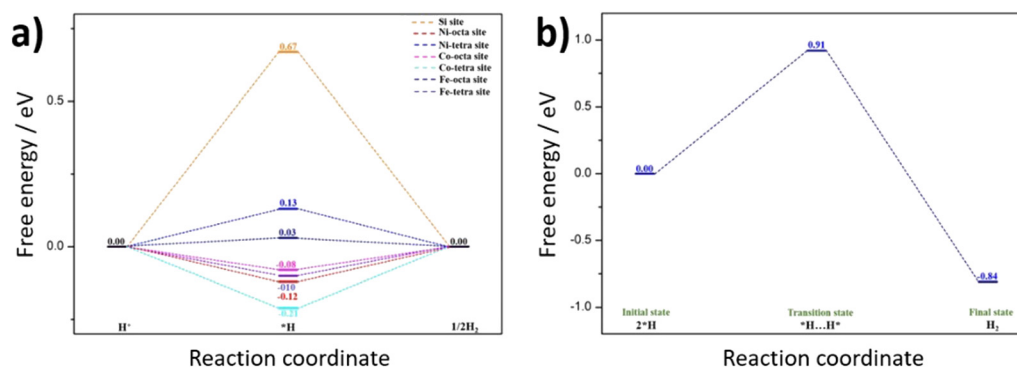 a)
Free energy / eV
0.5
0.0
Si site
Ni-octa site
Ni-tetra site
Co-octa site
Co-tetra site
Fe-octa site
Fe-tetra site
0.67
0.13
0.03
0.00
0.00
-0.08
-010
-0.12
-0.21
H+
*H
1/2H2
Reaction coordinate
b)
Free energy / eV
1.0
0.5
0.0
-0.5
-1.0
0.91
0.00
-0.84
Initial state
Transition state
Final state
2*H
*H...H*
H2
Reaction coordinate